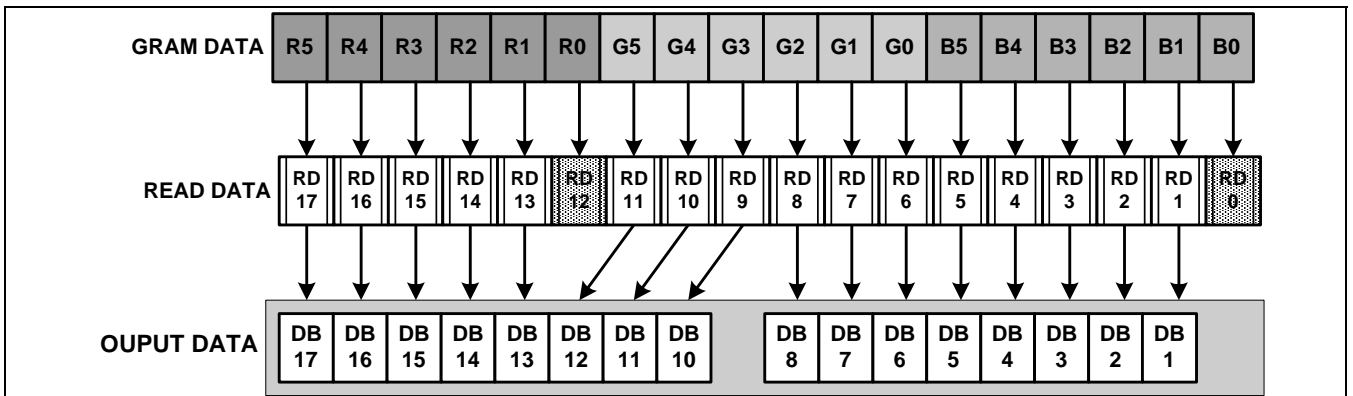 GRAM DATA R5 R4 R3 R2 R1 R0 G5 G4 G3 G2 G1 G0 B5 B4 B3 B2 B1 B0
READ DATA RD 17 RD 16 RD 15 RD 14 RD 13 RD 12 RD 11 RD 10 RD 9 RD 8 RD 7 RD 6 RD 5 RD 4 RD 3 RD 2 RD 1 RD 0
OUPUT DATA DB 17 DB 16 DB 15 DB 14 DB 13 DB 12 DB 11 DB 10 DB 8 DB 7 DB 6 DB 5 DB 4 DB 3 DB 2 DB 1